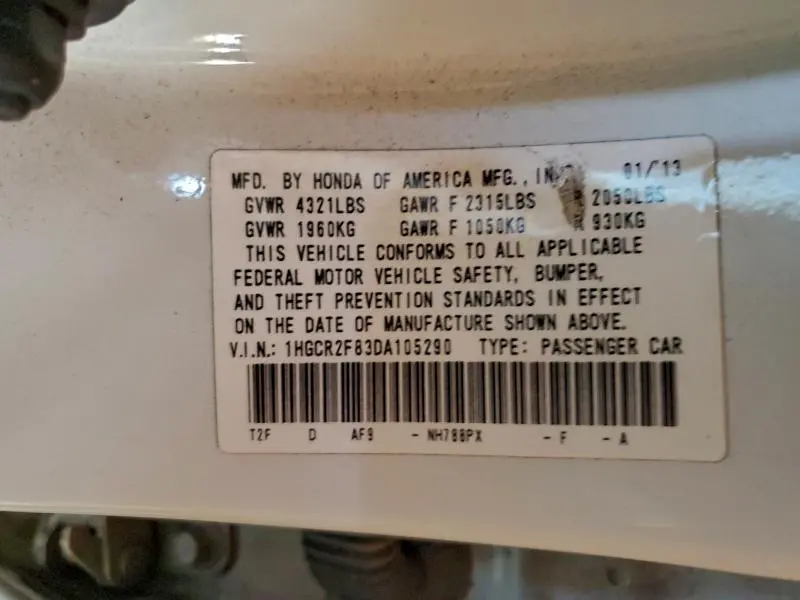 MFD. BY HONDA OF AMERICA MFG., IN 01/'13
GVWR 4321LBS GAWR F 2315LBS R 2050LBS
GVWR 1960KG GAWR F 1050KG R 930KG
THIS VEHICLE CONFORMS TO ALL APPLICABLE
FEDERAL MOTOR VEHICLE SAFETY, BUMPER,
AND THEFT PREVENTION STANDARDS IN EFFECT
ON THE DATE OF MANUFACTURE SHOWN ABOVE.
V.I.N.: 1HGCR2F83DA105290 TYPE: PASSENGER CAR
T2F D AF9 - NH788PX - F - A